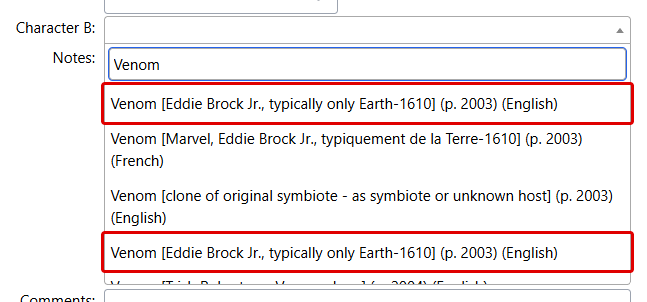 Character B:
Notes:
Venom
Venom [Eddie Brock Jr., typically only Earth-1610] (p. 2003) (English)
Venom [Marvel, Eddie Brock Jr., typiquement de la Terre-1610] (p. 2003)
(French)
Venom [clone of original symbiote - as symbiote or unknown host] (p. 2003)
(English)
Venom [Eddie Brock Jr., typically only Earth-1610] (p. 2003) (English)
Comments: